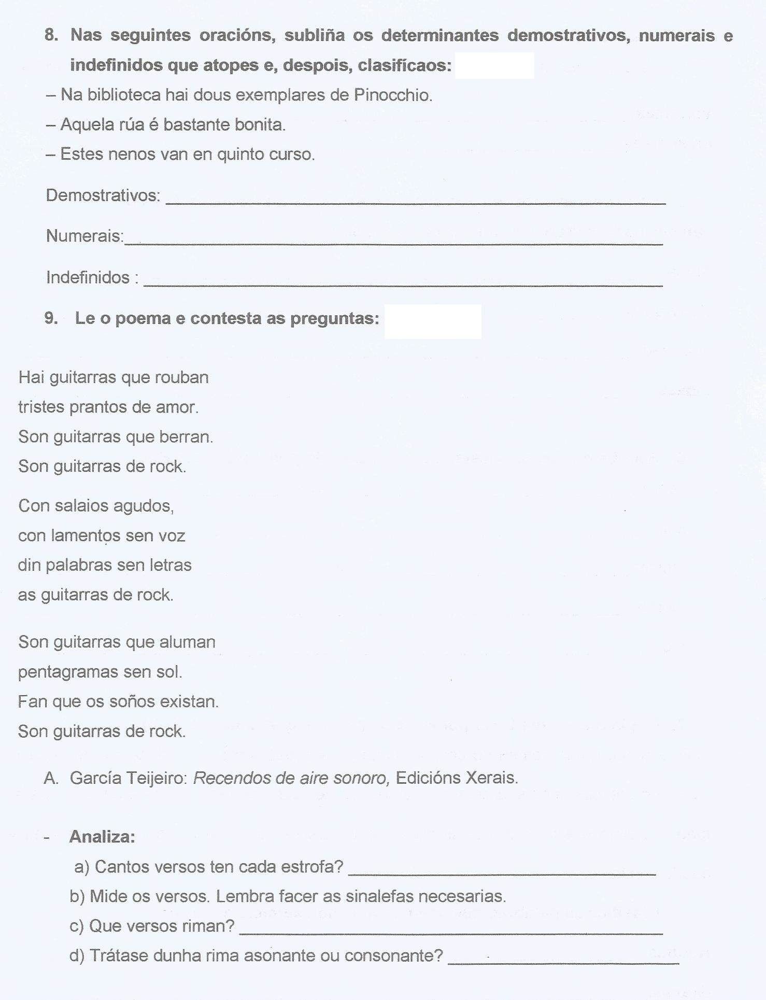 8. Nas seguintes oracións, subliña os determinantes demostrativos, numerais e
indefinidos que atopes e, despois, clasifícaos:
– Na biblioteca hai dous exemplares de Pinocchio.
– Aquela rúa é bastante bonita.
– Estes nenos van en quinto curso.
Demostrativos:
Numerais:
Indefinidos :
9. Le o poema e contesta as preguntas:
Hai guitarras que rouban
tristes prantos de amor.
Son guitarras que berran.
Son guitarras de rock.
Con salaios agudos,
con lamentos sen voz
din palabras sen letras
as guitarras de rock.
Son guitarras que aluman
pentagramas sen sol.
Fan que os soños existan.
Son guitarras de rock.
A. García Teijeiro: Recendos de aire sonoro, Edicións Xerais.
- Analiza:
a) Cantos versos ten cada estrofa?
b) Mide os versos. Lembra facer as sinalefas necesarias.
c) Que versos riman?
d) Trátase dunha rima asonante ou consonante?